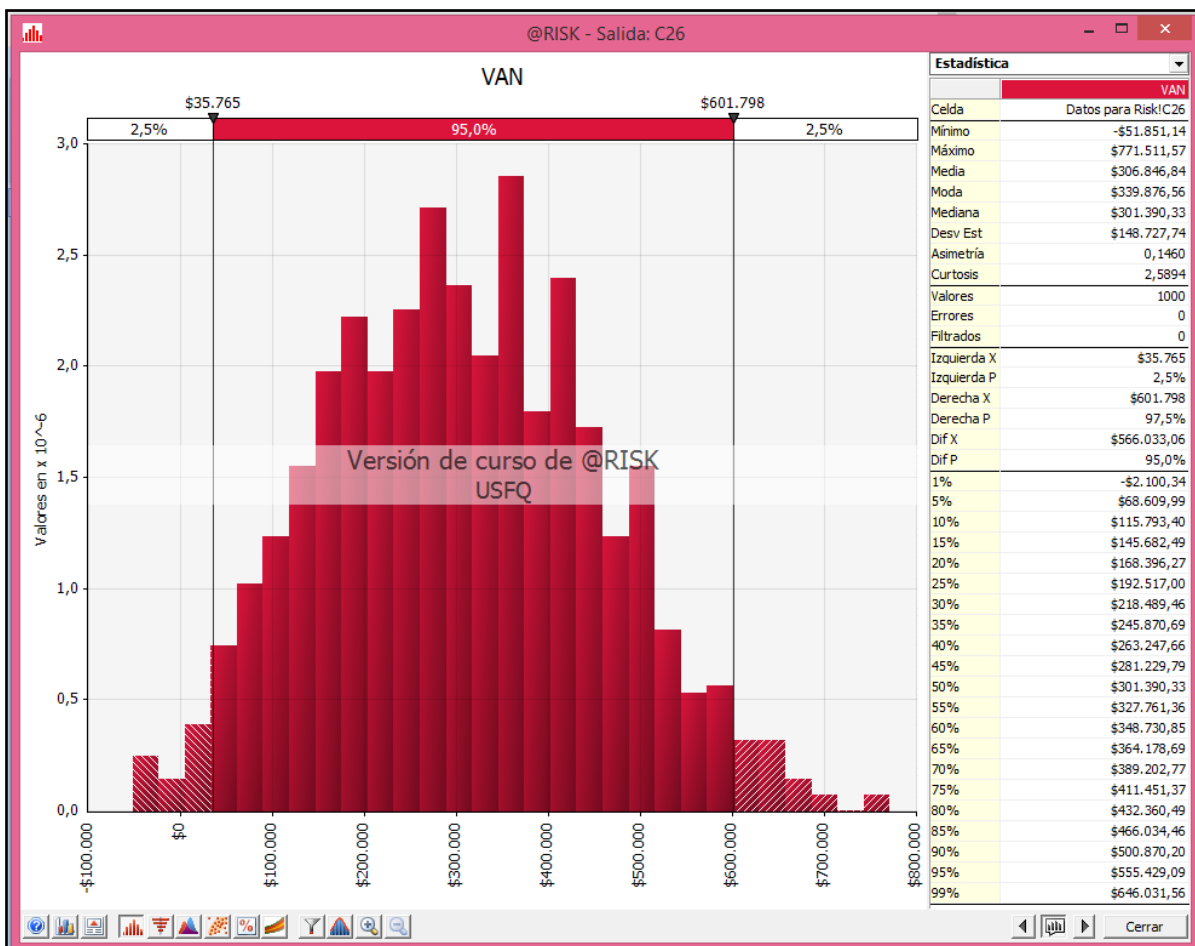 @RISK - Salida: C26
VAN
$35.765 $601.798
2,5% 95,0% 2,5%
3,0
2,5
2,0
1,5
1,0
0,5
0,0
Valores en x 10^-6
Versión de curso de @RISK
USFQ
-$100.000 $0 $100.000 $200.000 $300.000 $400.000 $500.000 $600.000 $700.000 $800.000
Estadística
VAN
Celda Datos para Risk!C26
Mínimo -$51.851,14
Máximo $771.511,57
Media $306.846,84
Moda $339.876,56
Mediana $301.390,33
Desv Est $148.727,74
Asimetría 0,1460
Curtosis 2,5894
Valores 1000
Errores 0
Filtrados 0
Izquierda X $35.765
Izquierda P 2,5%
Derecha X $601.798
Derecha P 97,5%
Dif X $566.033,06
Dif P 95,0%
1% -$2.100,34
5% $68.609,99
10% $115.793,40
15% $145.682,49
20% $168.396,27
25% $192.517,00
30% $218.489,46
35% $245.870,69
40% $263.247,66
45% $281.229,79
50% $301.390,33
55% $327.761,36
60% $348.730,85
65% $364.178,69
70% $389.202,77
75% $411.451,37
80% $432.360,49
85% $466.034,46
90% $500.870,20
95% $555.429,09
99% $646.031,56
Cerrar